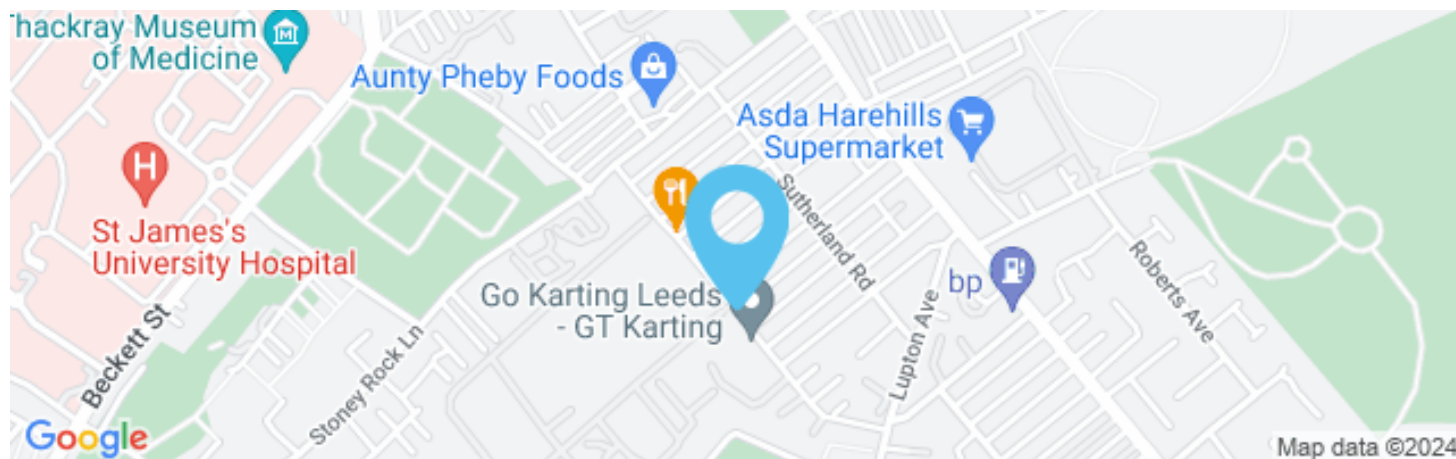 Thackray Museum
of Medicine
Aunty Pheby Foods
Asda Harehills
Supermarket
H
St James's
University Hospital
Sutherland Rd
Go Karting Leeds
- GT Karting
bp
Roberts Ave
Lupton Ave
Beckett St
Stoney Rock Ln
Google
Map data ©2024